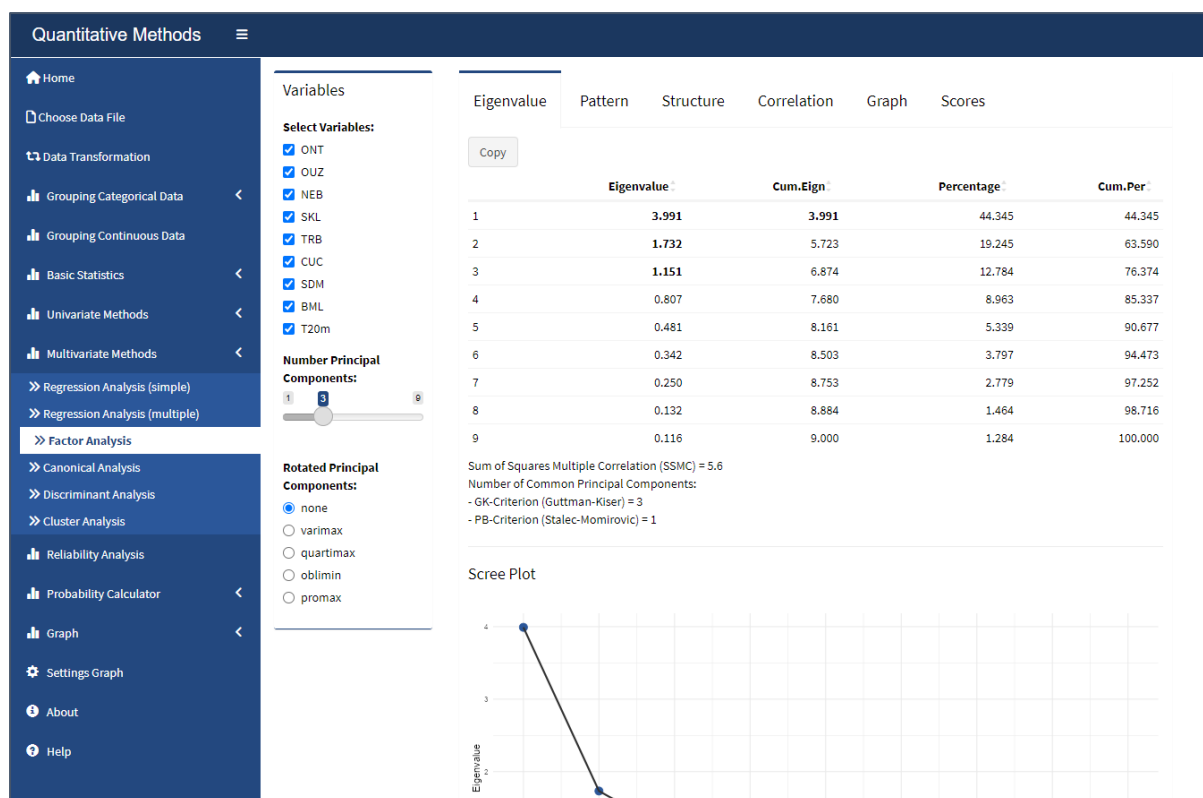 Quantitative Methods
Home
Choose Data File
Data Transformation
Grouping Categorical Data
Grouping Continuous Data
Basic Statistics
Univariate Methods
Multivariate Methods
Regression Analysis (simple)
Regression Analysis (multiple)
Factor Analysis
Canonical Analysis
Discriminant Analysis
Cluster Analysis
Reliability Analysis
Probability Calculator
Graph
Settings Graph
About
Help
Variables
Select Variables:
ONT
OUZ
NEB
SKL
TRB
CUC
SDM
BML
T20m
Number Principal
Components:
1 3 9
Rotated Principal
Components:
none
varimax
quartimax
oblimin
promax
Eigenvalue Pattern Structure Correlation Graph Scores
Copy
Eigenvalue Cum.Eign Percentage Cum.Per
1 3.991 3.991 44.345 44.345
2 1.732 5.723 19.245 63.590
3 1.151 6.874 12.784 76.374
4 0.807 7.680 8.963 85.337
5 0.481 8.161 5.339 90.677
6 0.342 8.503 3.797 94.473
7 0.250 8.753 2.779 97.252
8 0.132 8.884 1.464 98.716
9 0.116 9.000 1.284 100.000
Sum of Squares Multiple Correlation (SSMC) = 5.6
Number of Common Principal Components:
- GK-Criterion (Guttman-Kiser) = 3
- PB-Criterion (Stalec-Momirovic) = 1
Scree Plot
4
3
2
Eigenvalue